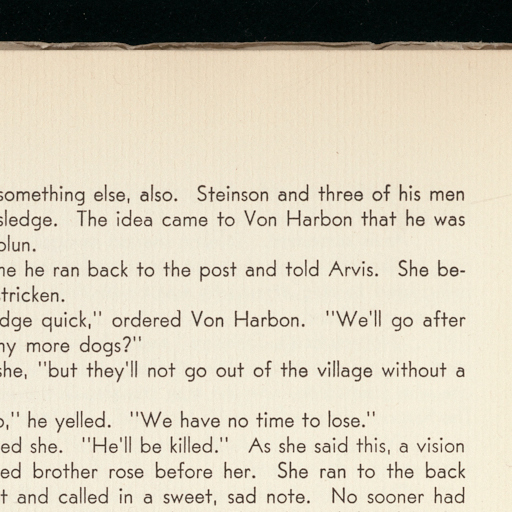 something else, also. Steinson and three of his men
sledge. The idea came to Von Harbon that he was
olun.
he ran back to the post and told Arvis. She be-
tricken.
dge quick," ordered Von Harbon. "We'll go after
more dogs?"
she, "but they'll not go out of the village without a
," he yelled. "We have no time to lose."
ed she. "He'll be killed." As she said this, a vision
ed brother rose before her. She ran to the back
t and called in a sweet, sad note. No sooner had